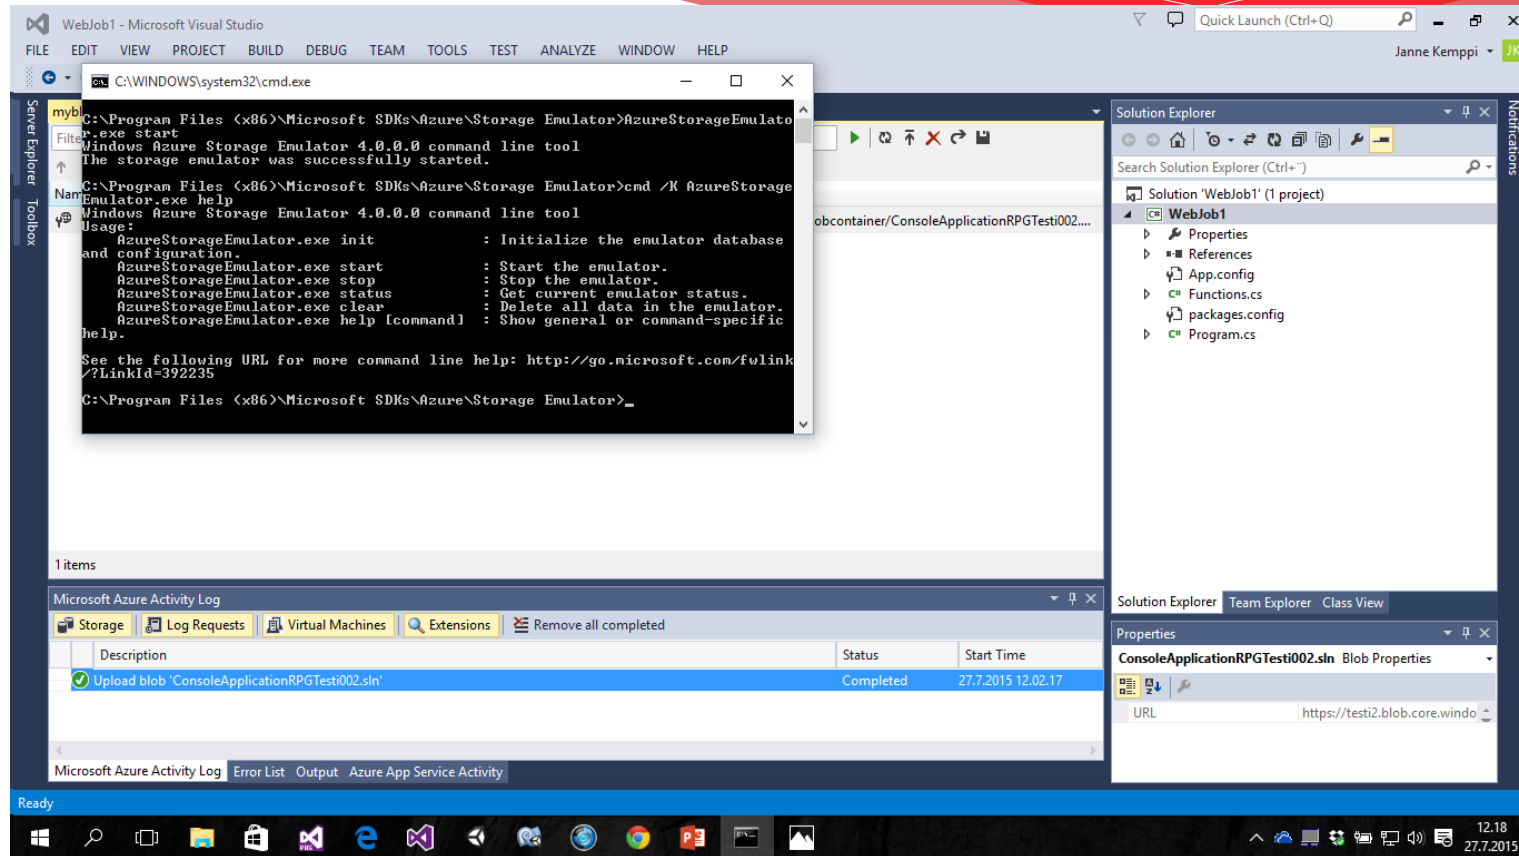 WebJob1 - Microsoft Visual Studio
Quick Launch (Ctrl+Q)
FILE EDIT VIEW PROJECT BUILD DEBUG TEAM TOOLS TEST ANALYZE WINDOW HELP
Janne Kemppi
JK
C:\WINDOWS\system32\cmd.exe
C:\Program Files (x86)\Microsoft SDKs\Azure\Storage Emulator>AzureStorageEmulato
r.exe start
Windows Azure Storage Emulator 4.0.0.0 command line tool
The storage emulator was successfully started.
C:\Program Files (x86)\Microsoft SDKs\Azure\Storage Emulator>cmd /K AzureStorage
Emulator.exe help
Windows Azure Storage Emulator 4.0.0.0 command line tool
Usage:
AzureStorageEmulator.exe init : Initialize the emulator database
and configuration.
AzureStorageEmulator.exe start : Start the emulator.
AzureStorageEmulator.exe stop : Stop the emulator.
AzureStorageEmulator.exe status : Get current emulator status.
AzureStorageEmulator.exe clear : Delete all data in the emulator.
AzureStorageEmulator.exe help [command] : Show general or command-specific
help.
See the following URL for more command line help: http://go.microsoft.com/fwlink
/?LinkId=392235
C:\Program Files (x86)\Microsoft SDKs\Azure\Storage Emulator>_
Server Explorer
Toolbox
mybl
Filte
Nam
obcontainer/ConsoleApplicationRPGTesti002....
1 items
Solution Explorer
Search Solution Explorer (Ctrl+¨)
Solution 'WebJob1' (1 project)
WebJob1
Properties
References
App.config
Functions.cs
packages.config
Program.cs
Notifications
Solution Explorer Team Explorer Class View
Microsoft Azure Activity Log
Storage Log Requests Virtual Machines Extensions Remove all completed
Description Status Start Time
Upload blob 'ConsoleApplicationRPGTesti002.sln' Completed 27.7.2015 12.02.17
Microsoft Azure Activity Log Error List Output Azure App Service Activity
Properties
ConsoleApplicationRPGTesti002.sln Blob Properties
URL https://testi2.blob.core.windo
Ready
12.18
27.7.2015